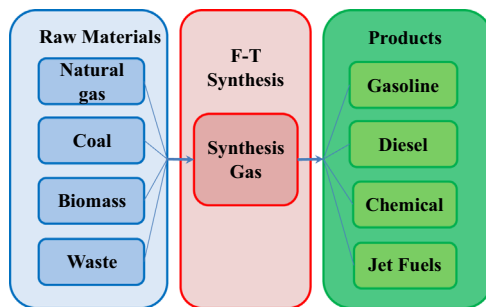 Raw Materials
Natural
gas
Coal
Biomass
Waste
F-T
Synthesis
Synthesis
Gas
Products
Gasoline
Diesel
Chemical
Jet Fuels